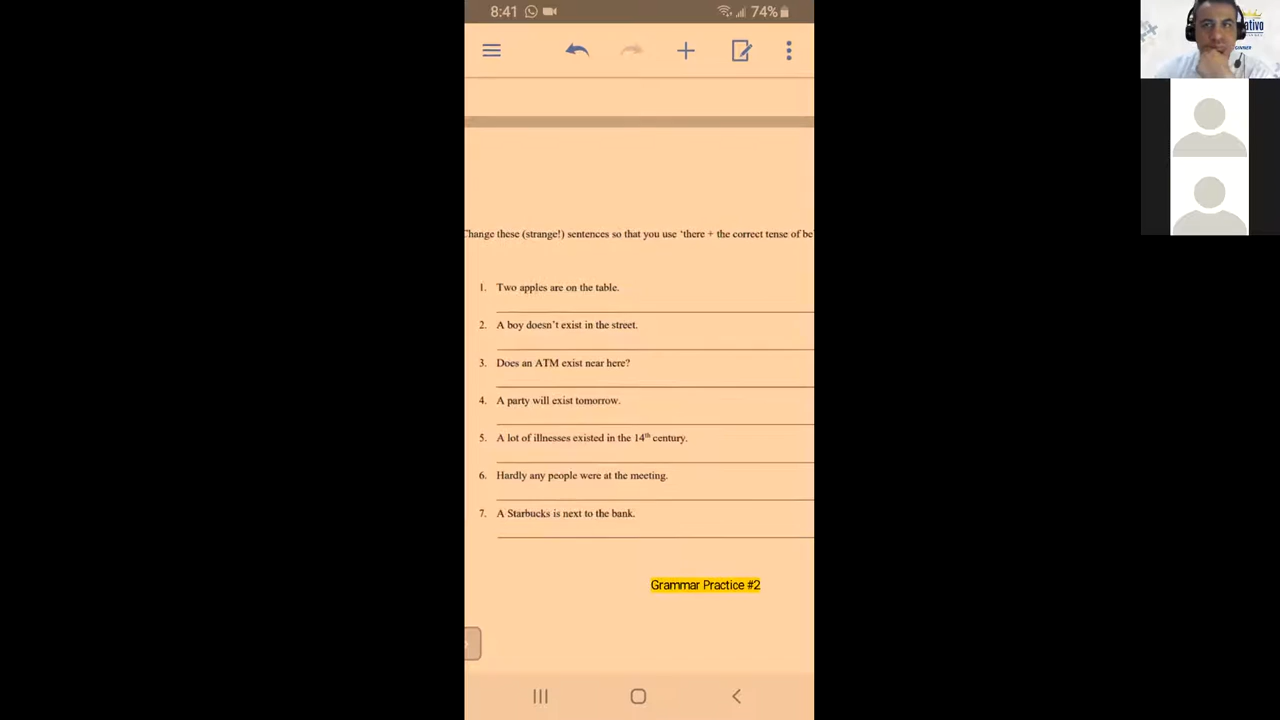 8:41
74%
Change these (strange!) sentences so that you use ‘there + the correct tense of be’
1. Two apples are on the table.
2. A boy doesn’t exist in the street.
3. Does an ATM exist near here?
4. A party will exist tomorrow.
5. A lot of illnesses existed in the 14th century.
6. Hardly any people were at the meeting.
7. A Starbucks is next to the bank.
Grammar Practice #2